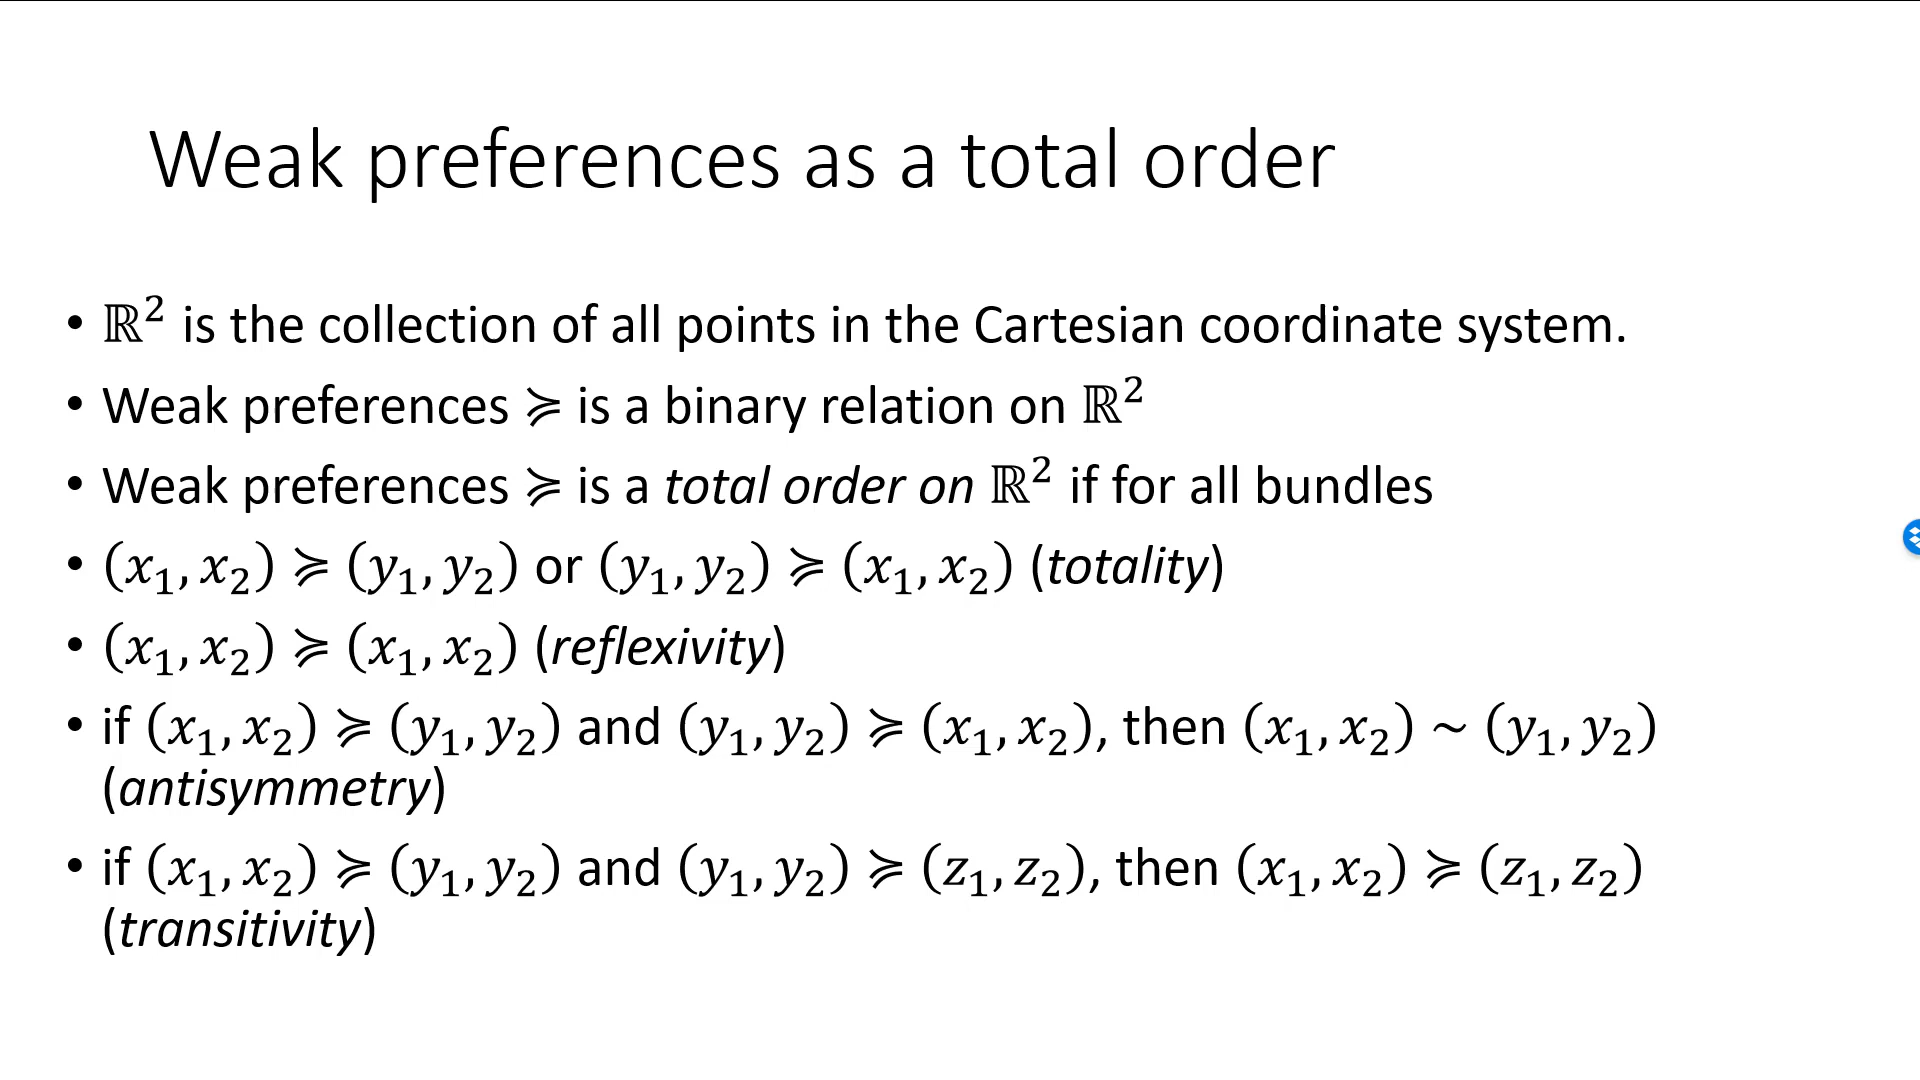 Weak preferences as a total order
• ℝ² is the collection of all points in the Cartesian coordinate system.
• Weak preferences ≽ is a binary relation on ℝ²
• Weak preferences ≽ is a total order on ℝ² if for all bundles
• (x₁, x₂) ≽ (y₁, y₂) or (y₁, y₂) ≽ (x₁, x₂) (totality)
• (x₁, x₂) ≽ (x₁, x₂) (reflexivity)
• if (x₁, x₂) ≽ (y₁, y₂) and (y₁, y₂) ≽ (x₁, x₂), then (x₁, x₂) ~ (y₁, y₂)
(antisymmetry)
• if (x₁, x₂) ≽ (y₁, y₂) and (y₁, y₂) ≽ (z₁, z₂), then (x₁, x₂) ≽ (z₁, z₂)
(transitivity)